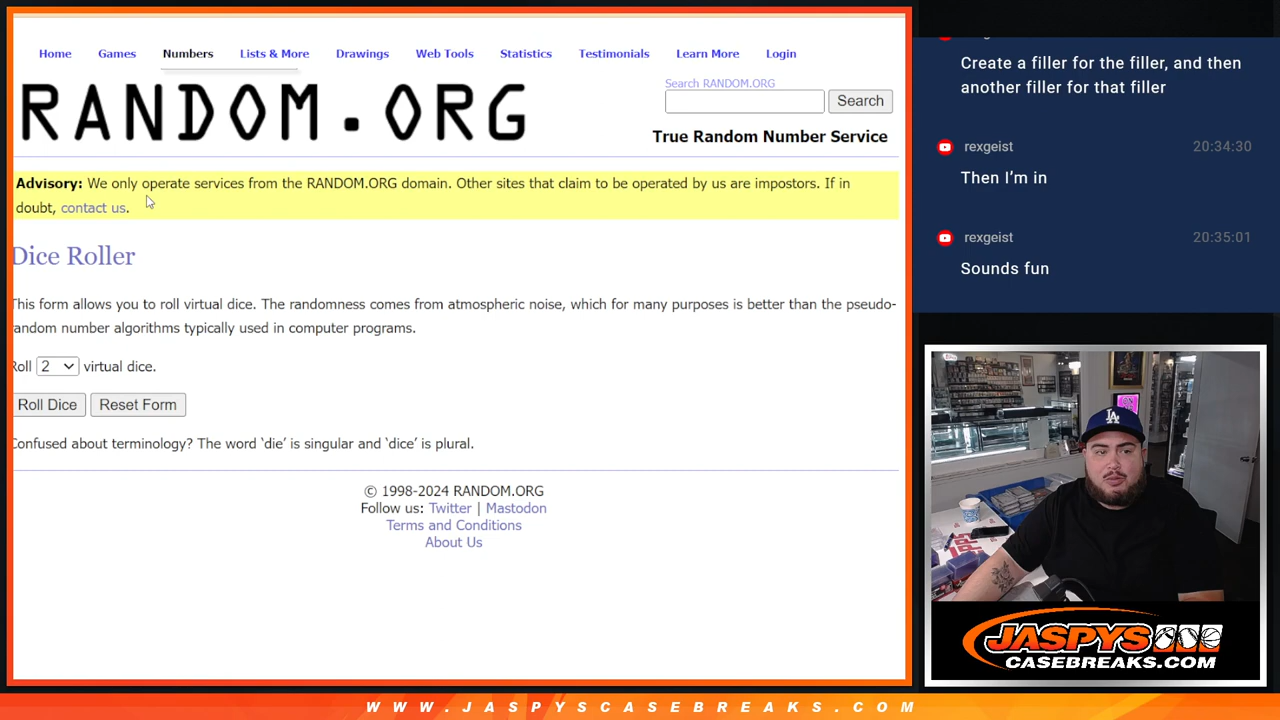 Home Games Numbers Lists & More Drawings Web Tools Statistics Testimonials Learn More Login
RANDOM.ORG
Search RANDOM.ORG
Search
True Random Number Service
Advisory: We only operate services from the RANDOM.ORG domain. Other sites that claim to be operated by us are impostors. If in
doubt, contact us.
Dice Roller
This form allows you to roll virtual dice. The randomness comes from atmospheric noise, which for many purposes is better than the pseudo-
random number algorithms typically used in computer programs.
Roll 2 virtual dice.
Roll Dice Reset Form
Confused about terminology? The word ‘die’ is singular and ‘dice’ is plural.
© 1998-2024 RANDOM.ORG
Follow us: Twitter | Mastodon
Terms and Conditions
About Us
Create a filler for the filler, and then
another filler for that filler
rexgeist 20:34:30
Then I’m in
rexgeist 20:35:01
Sounds fun
LA
JASPYS
CASEBREAKS.COM
WWW.JASPYSCASEBREAKS.COM